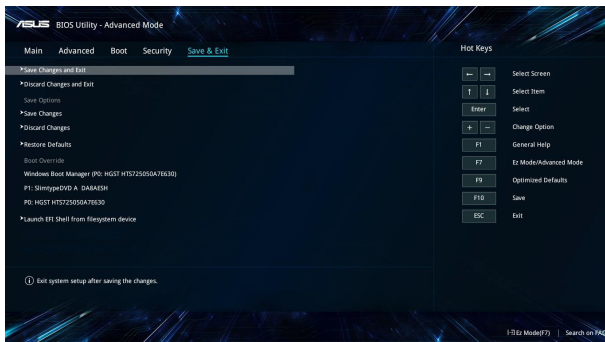 ASUS BIOS Utility - Advanced Mode
Main Advanced Boot Security Save & Exit
Save Changes and Exit
Discard Changes and Exit
Save Options
Save Changes
Discard Changes
Restore Defaults
Boot Override
Windows Boot Manager (P0: HGST HTS725050A7E630)
P1: SlimtypeDVD A DA8AESH
P0: HGST HTS725050A7E630
Launch EFI Shell from filesystem device
Exit system setup after saving the changes.
Hot Keys
← → Select Screen
↑ ↓ Select Item
Enter Select
+ − Change Option
F1 General Help
F7 Ez Mode/Advanced Mode
F9 Optimized Defaults
F10 Save
ESC Exit
Ez Mode(F7) | Search on FAQ